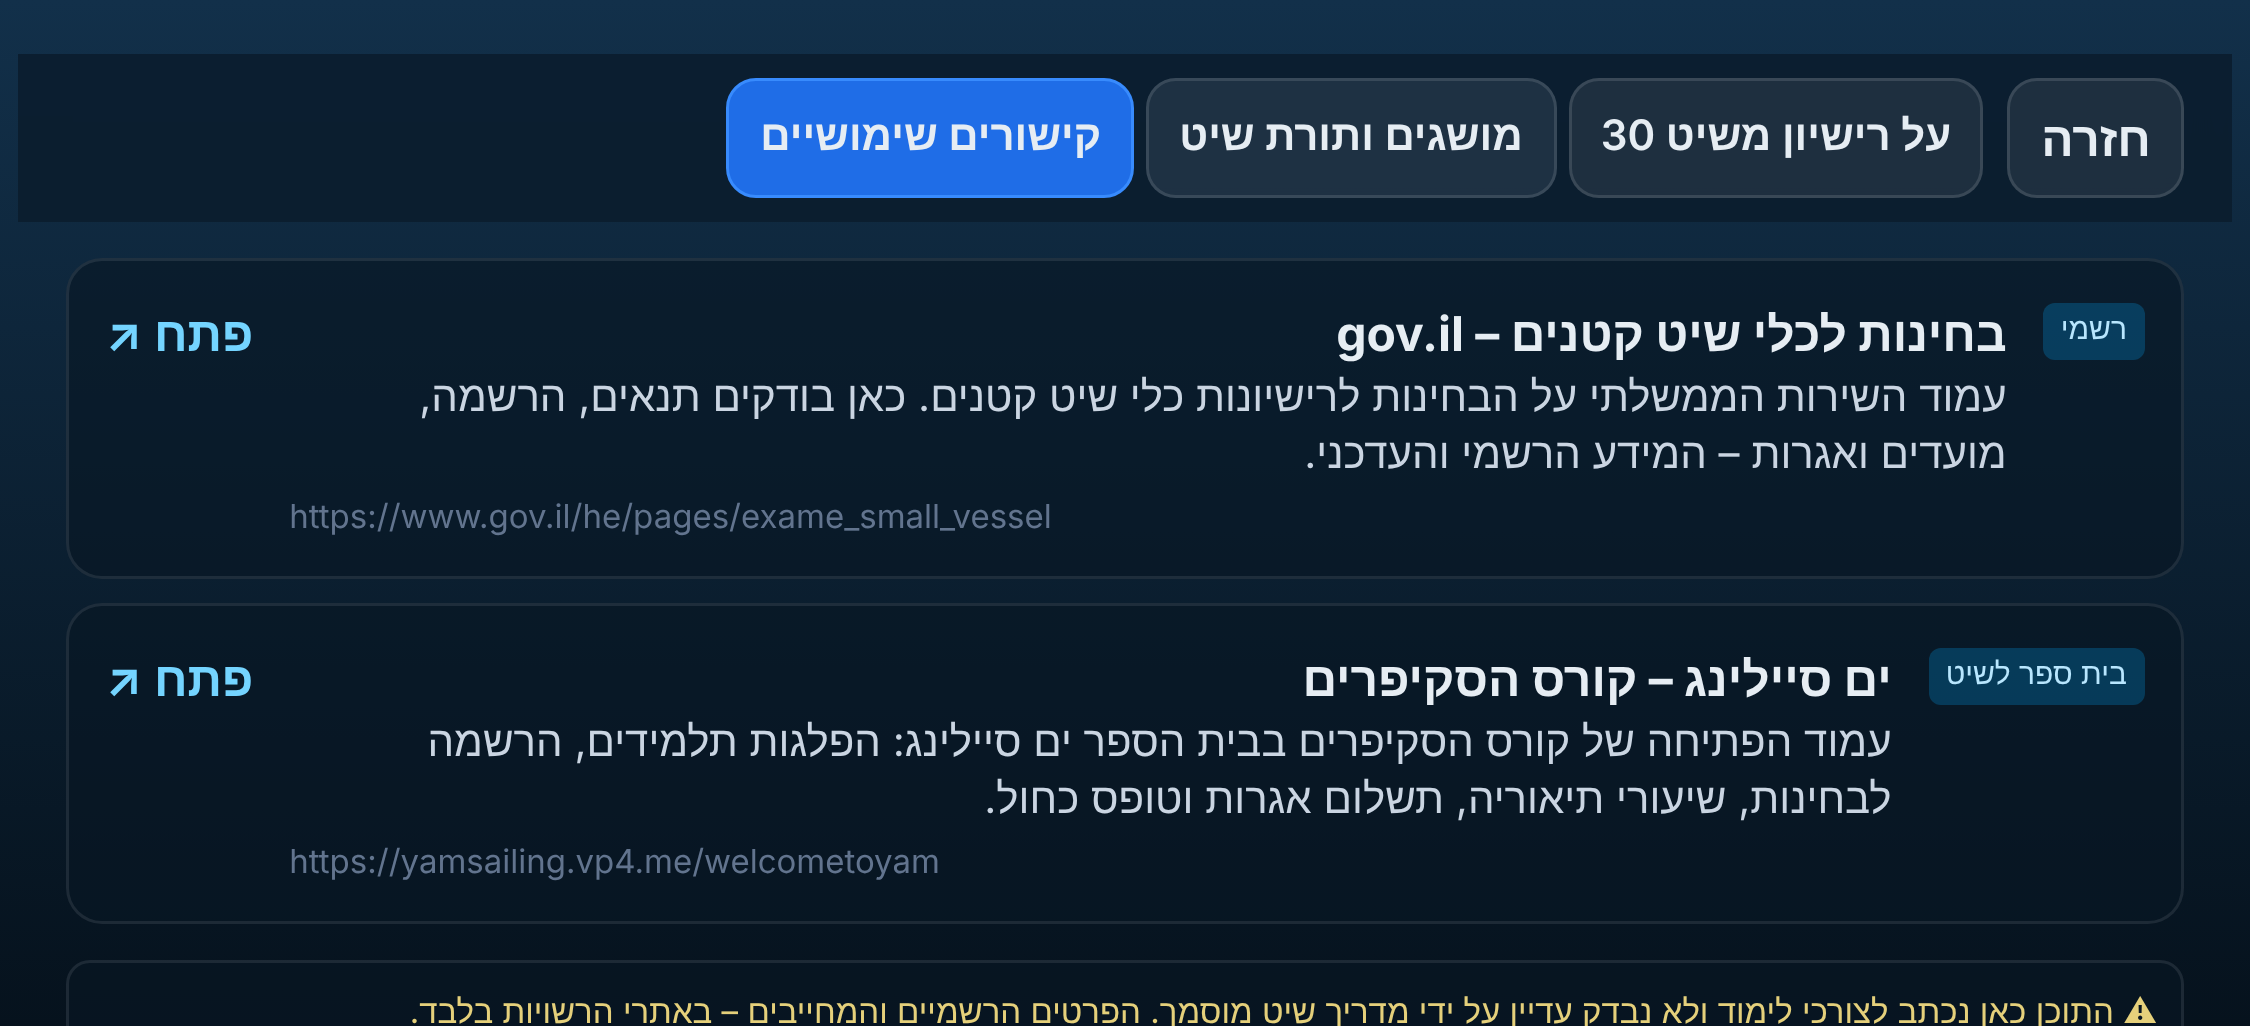 חזרה
על רישיון משיט 30
מושגים ותורת שיט
קישורים שימושיים
רשמי
בחינות לכלי שיט קטנים – gov.il
פתח ↗
עמוד השירות הממשלתי על הבחינות לרישיונות כלי שיט קטנים. כאן בודקים תנאים, הרשמה,
מועדים ואגרות – המידע הרשמי והעדכני.
https://www.gov.il/he/pages/exame_small_vessel
בית ספר לשיט
ים סיילינג – קורס הסקיפרים
פתח ↗
עמוד הפתיחה של קורס הסקיפרים בבית הספר ים סיילינג: הפלגות תלמידים, הרשמה
לבחינות, שיעורי תיאוריה, תשלום אגרות וטופס כחול.
https://yamsailing.vp4.me/welcometoyam
⚠ התוכן כאן נכתב לצורכי לימוד ולא נבדק עדיין על ידי מדריך שיט מוסמך. הפרטים הרשמיים והמחייבים – באתרי הרשויות בלבד.